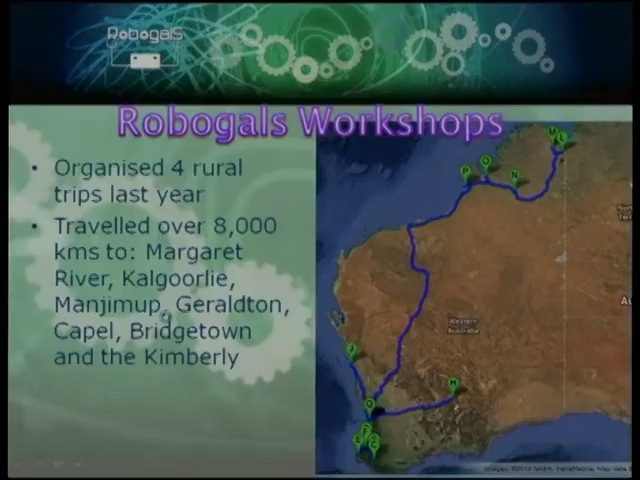 Robogals
Robogals Workshops
• Organised 4 rural
trips last year
• Travelled over 8,000
kms to: Margaret
River, Kalgoorlie,
Manjimup, Geraldton,
Capel, Bridgetown
and the Kimberly
M
L
O
P
N
Western
Australia
J
H